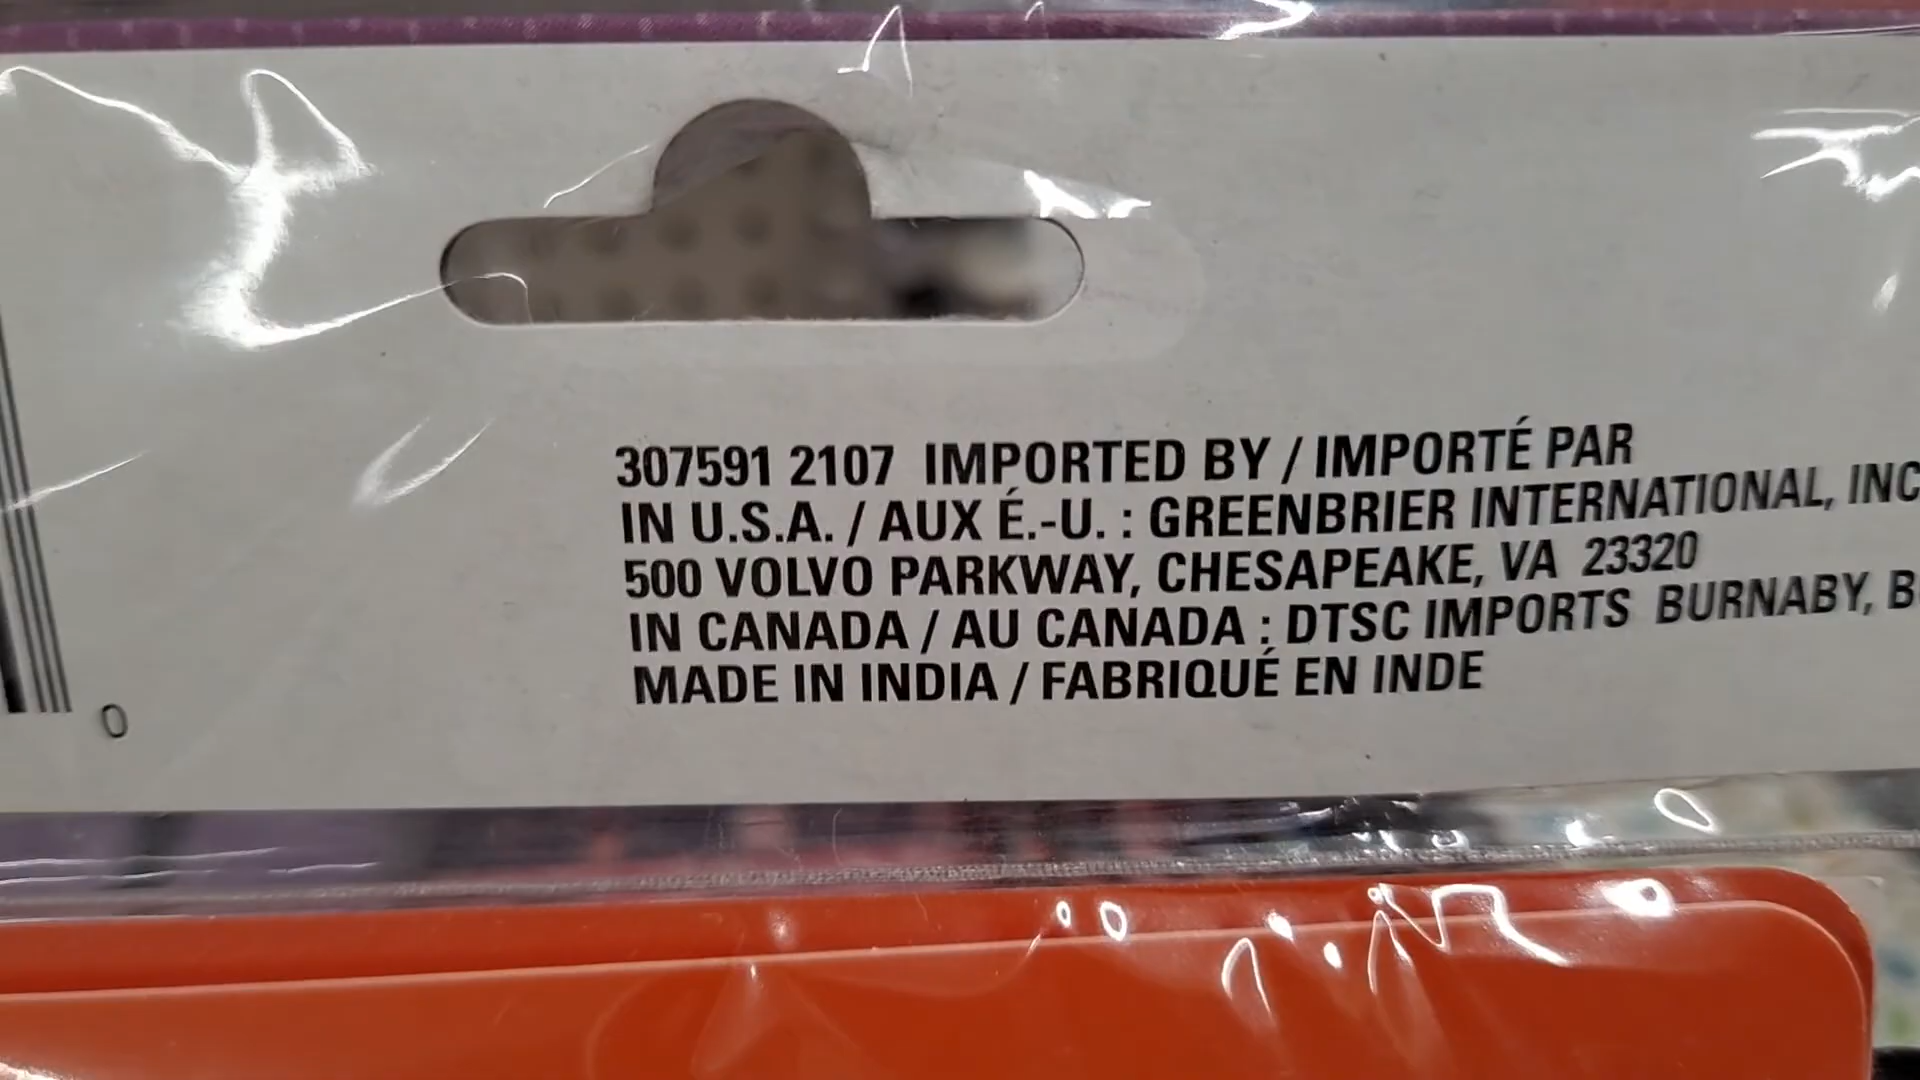 307591 2107 IMPORTED BY / IMPORTÉ PAR
IN U.S.A. / AUX É.-U. : GREENBRIER INTERNATIONAL, INC
500 VOLVO PARKWAY, CHESAPEAKE, VA 23320
IN CANADA / AU CANADA : DTSC IMPORTS BURNABY, B
MADE IN INDIA / FABRIQUÉ EN INDE
0